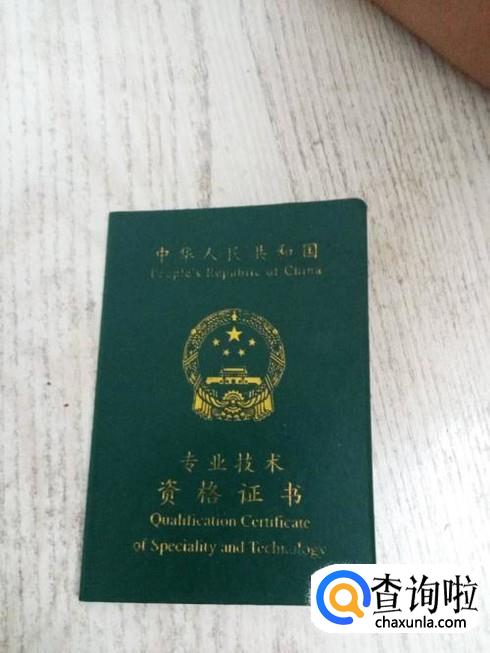 中华人民共和国
People's Republic of China
专业技术
资格证书
Qualification Certificate
of Speciality and Technology
查询啦
chaxunla.com